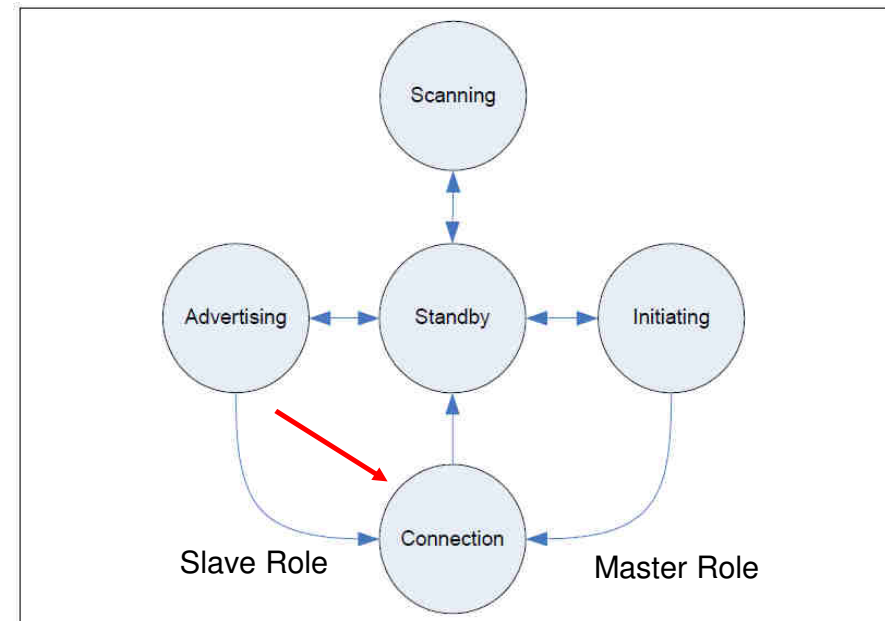 Scanning
Advertising
Standby
Initiating
Connection
Slave Role
Master Role